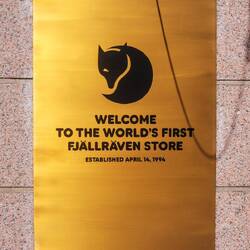 WELCOME
TO THE WORLD'S FIRST
FJÄLLRÄVEN STORE
ESTABLISHED APRIL 14, 1994